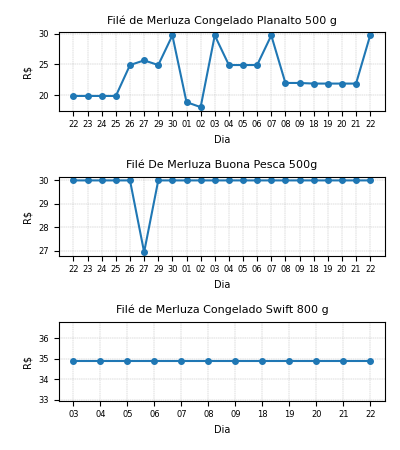 Filé de Merluza Congelado Planalto 500 g
30
25
20
R$
22 23 24 25 26 27 29 30 01 02 03 04 05 06 07 08 09 18 19 20 21 22
Dia
Filé De Merluza Buona Pesca 500g
30
29
28
27
R$
22 23 24 25 26 27 29 30 01 02 03 04 05 06 07 08 09 18 19 20 21 22
Dia
Filé de Merluza Congelado Swift 800 g
36
35
34
33
R$
03 04 05 06 07 08 09 18 19 20 21 22
Dia